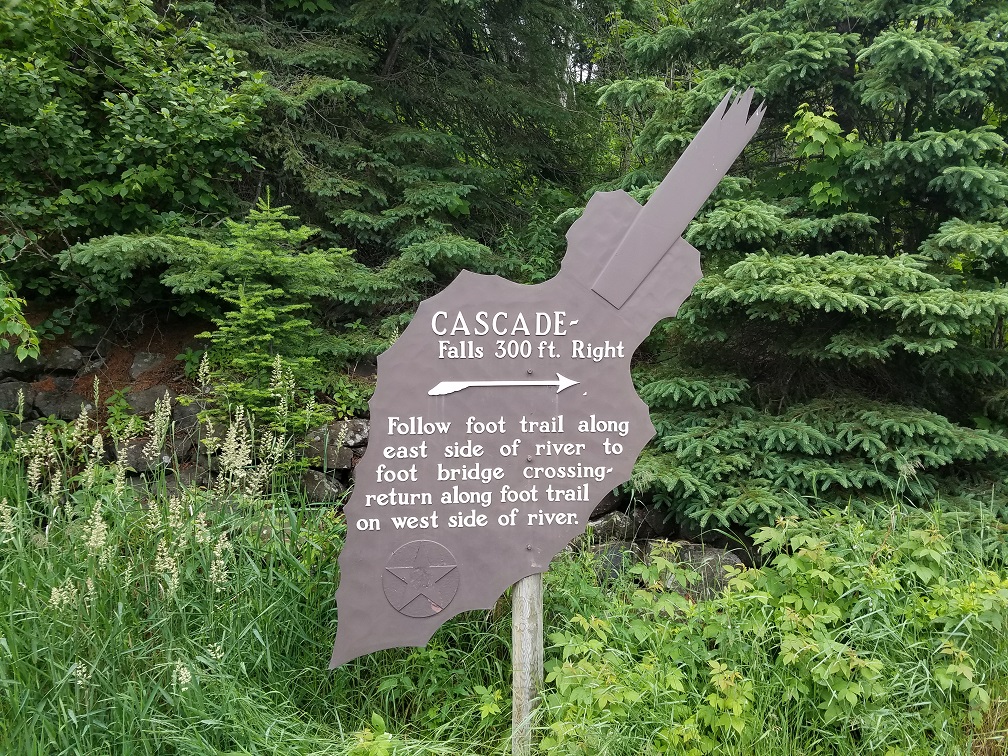 CASCADE-
Falls 300 ft. Right
Follow foot trail along
east side of river to
foot bridge crossing-
return along foot trail
on west side of river.